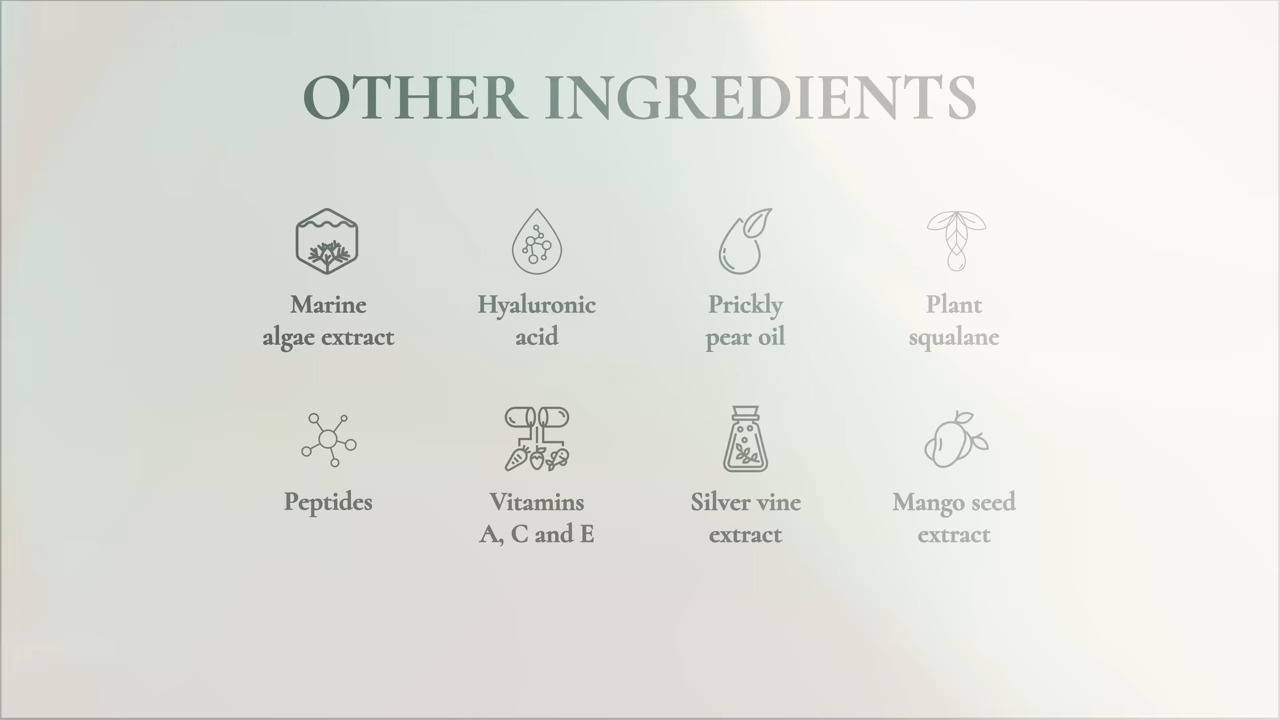 OTHER INGREDIENTS
Marine
algae extract
Hyaluronic
acid
Prickly
pear oil
Plant
squalane
Peptides
Vitamins
A, C and E
Silver vine
extract
Mango seed
extract